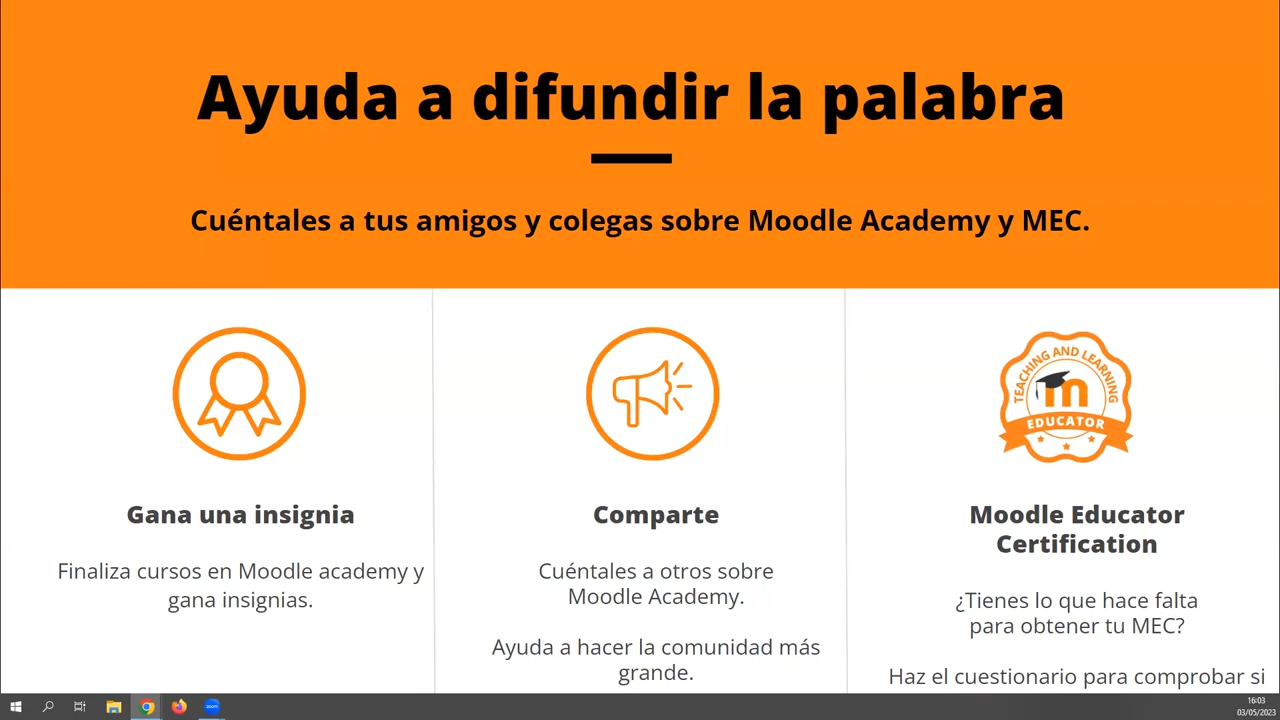 Ayuda a difundir la palabra
Cuéntales a tus amigos y colegas sobre Moodle Academy y MEC.
Gana una insignia
Finaliza cursos en Moodle academy y
gana insignias.
Comparte
Cuéntales a otros sobre
Moodle Academy.
Ayuda a hacer la comunidad más
grande.
TEACHING AND LEARNING
m
EDUCATOR
Moodle Educator
Certification
¿Tienes lo que hace falta
para obtener tu MEC?
Haz el cuestionario para comprobar si
zoom
16:03
03/05/2023